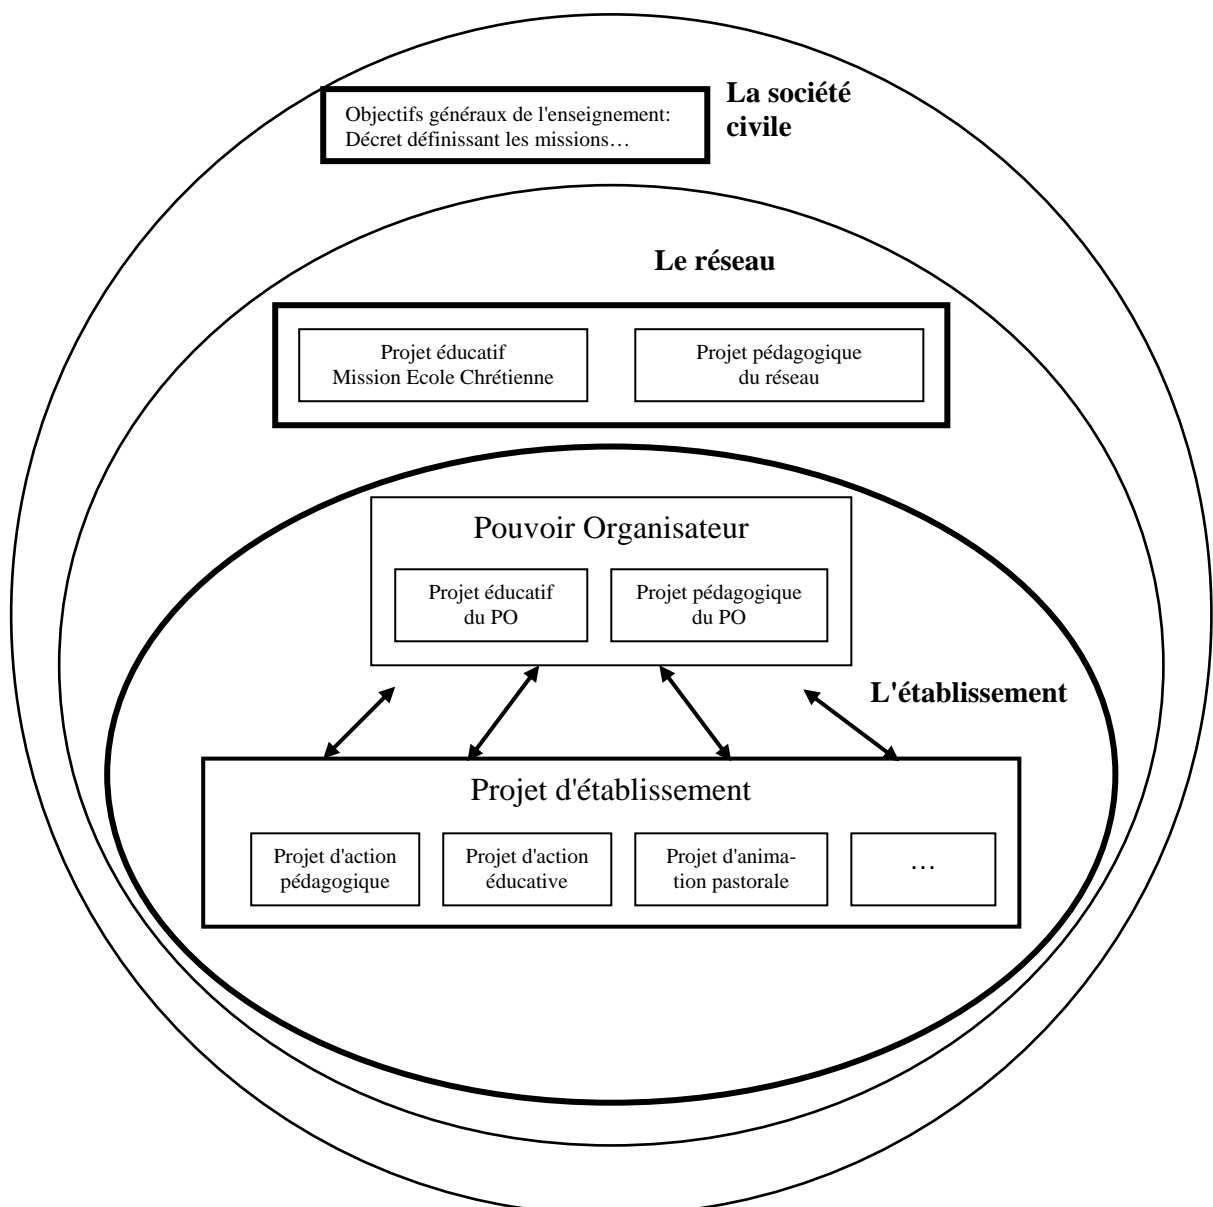 La société
civile
Objectifs généraux de l'enseignement:
Décret définissant les missions…
Le réseau
Projet éducatif
Mission Ecole Chrétienne
Projet pédagogique
du réseau
Pouvoir Organisateur
Projet éducatif
du PO
Projet pédagogique
du PO
L'établissement
Projet d'établissement
Projet d'action
pédagogique
Projet d'action
éducative
Projet d'anima-
tion pastorale
…